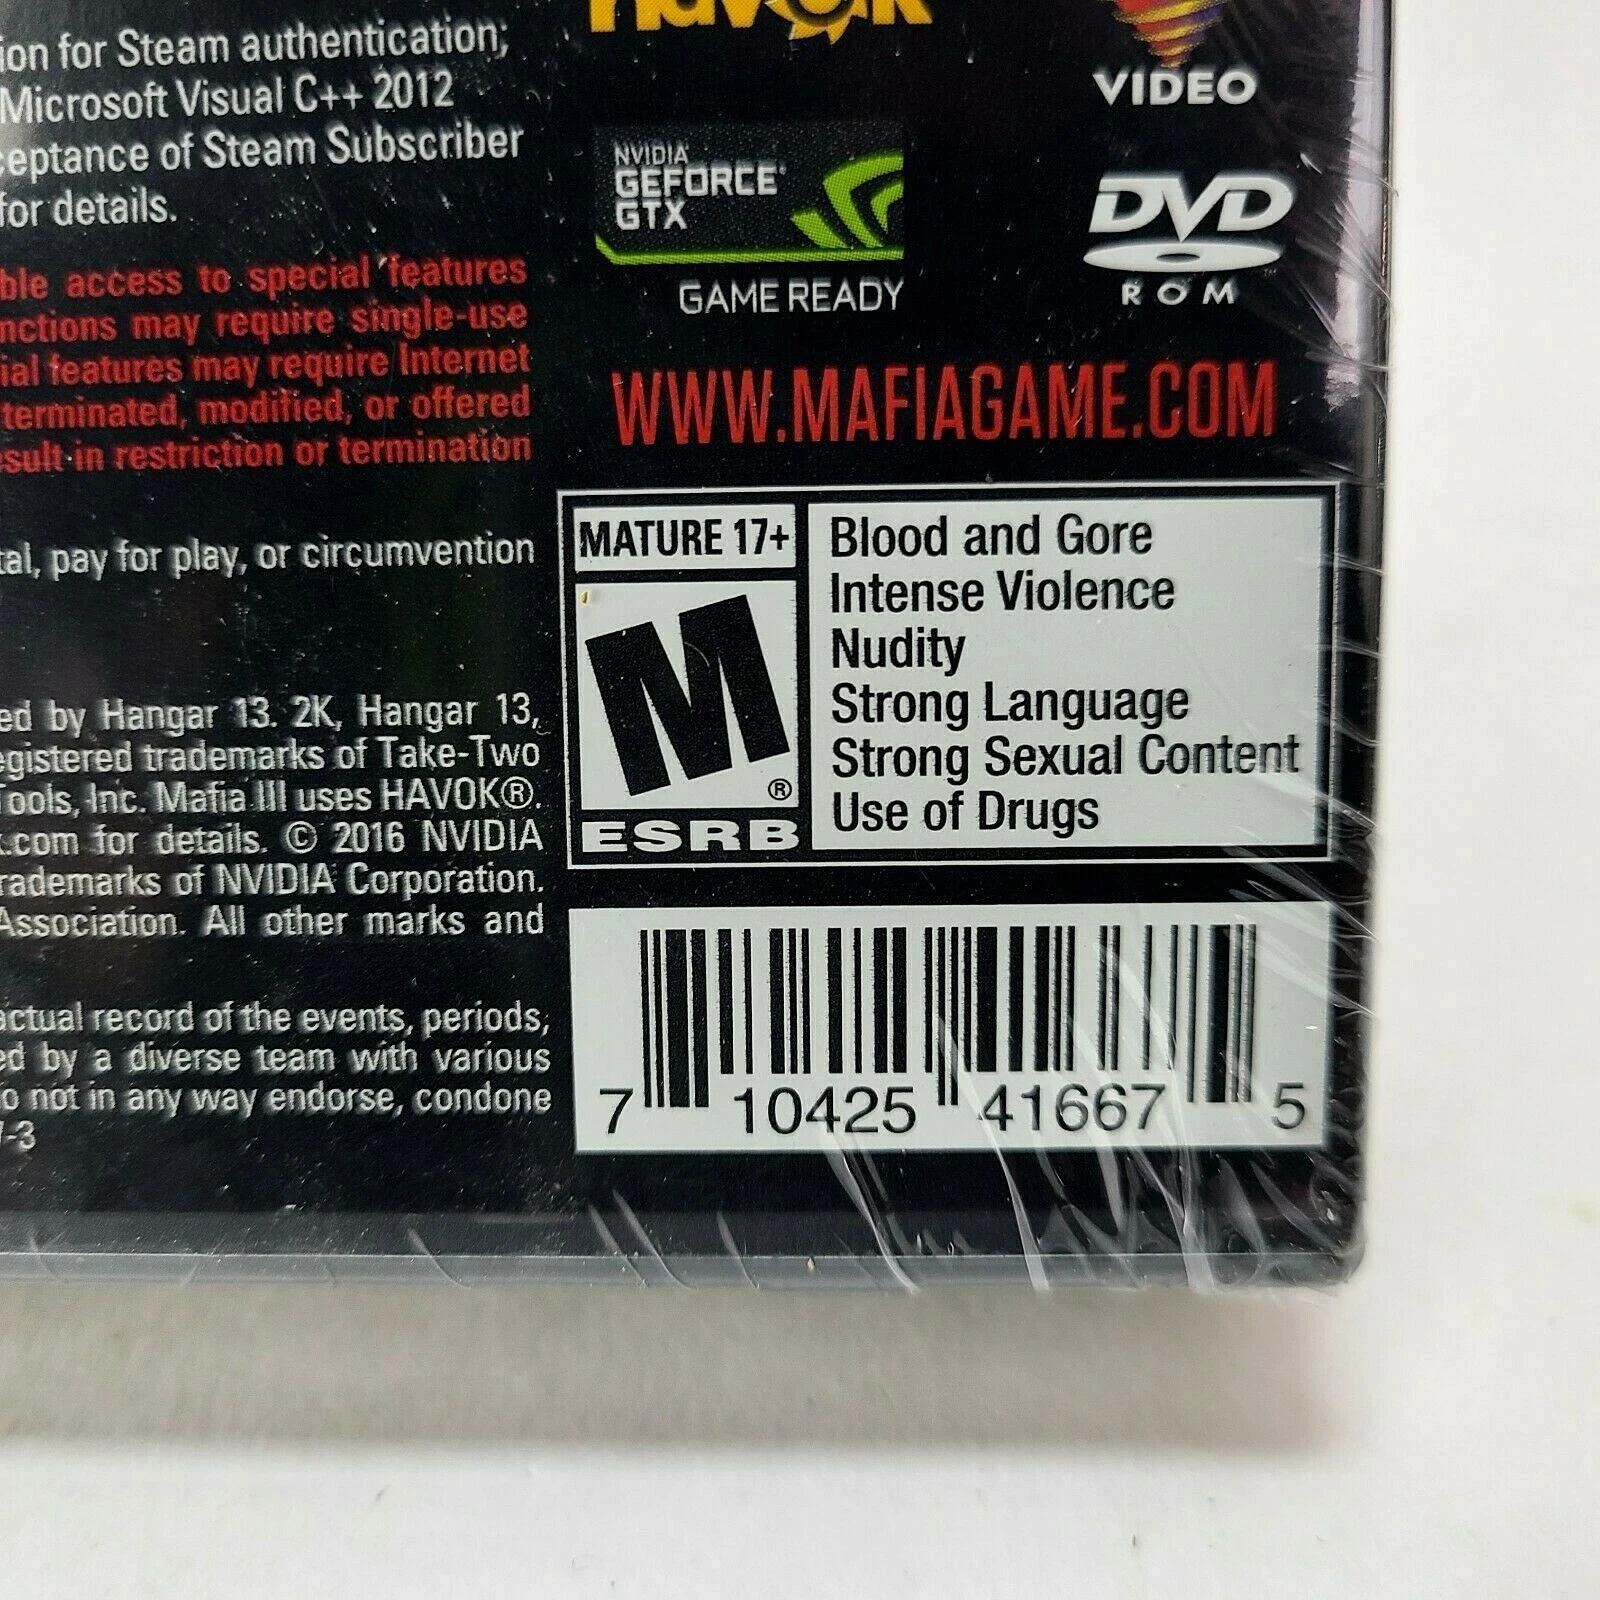 ion for Steam authentication;
Microsoft Visual C++ 2012
ceptance of Steam Subscriber
for details.
ble access to special features
nctions may require single-use
ial features may require Internet
terminated, modified, or offered
esult in restriction or termination
tal, pay for play, or circumvention
ed by Hangar 13. 2K, Hangar 13,
egistered trademarks of Take-Two
Tools, Inc. Mafia III uses HAVOK®.
k.com for details. © 2016 NVIDIA
rademarks of NVIDIA Corporation.
Association. All other marks and
actual record of the events, periods,
ed by a diverse team with various
o not in any way endorse, condone
7-3
havok
VIDEO
NVIDIA
GEFORCE®
GTX
GAME READY
DVD
ROM
WWW.MAFIAGAME.COM
MATURE 17+
M®
ESRB
Blood and Gore
Intense Violence
Nudity
Strong Language
Strong Sexual Content
Use of Drugs
7 10425 41667 5